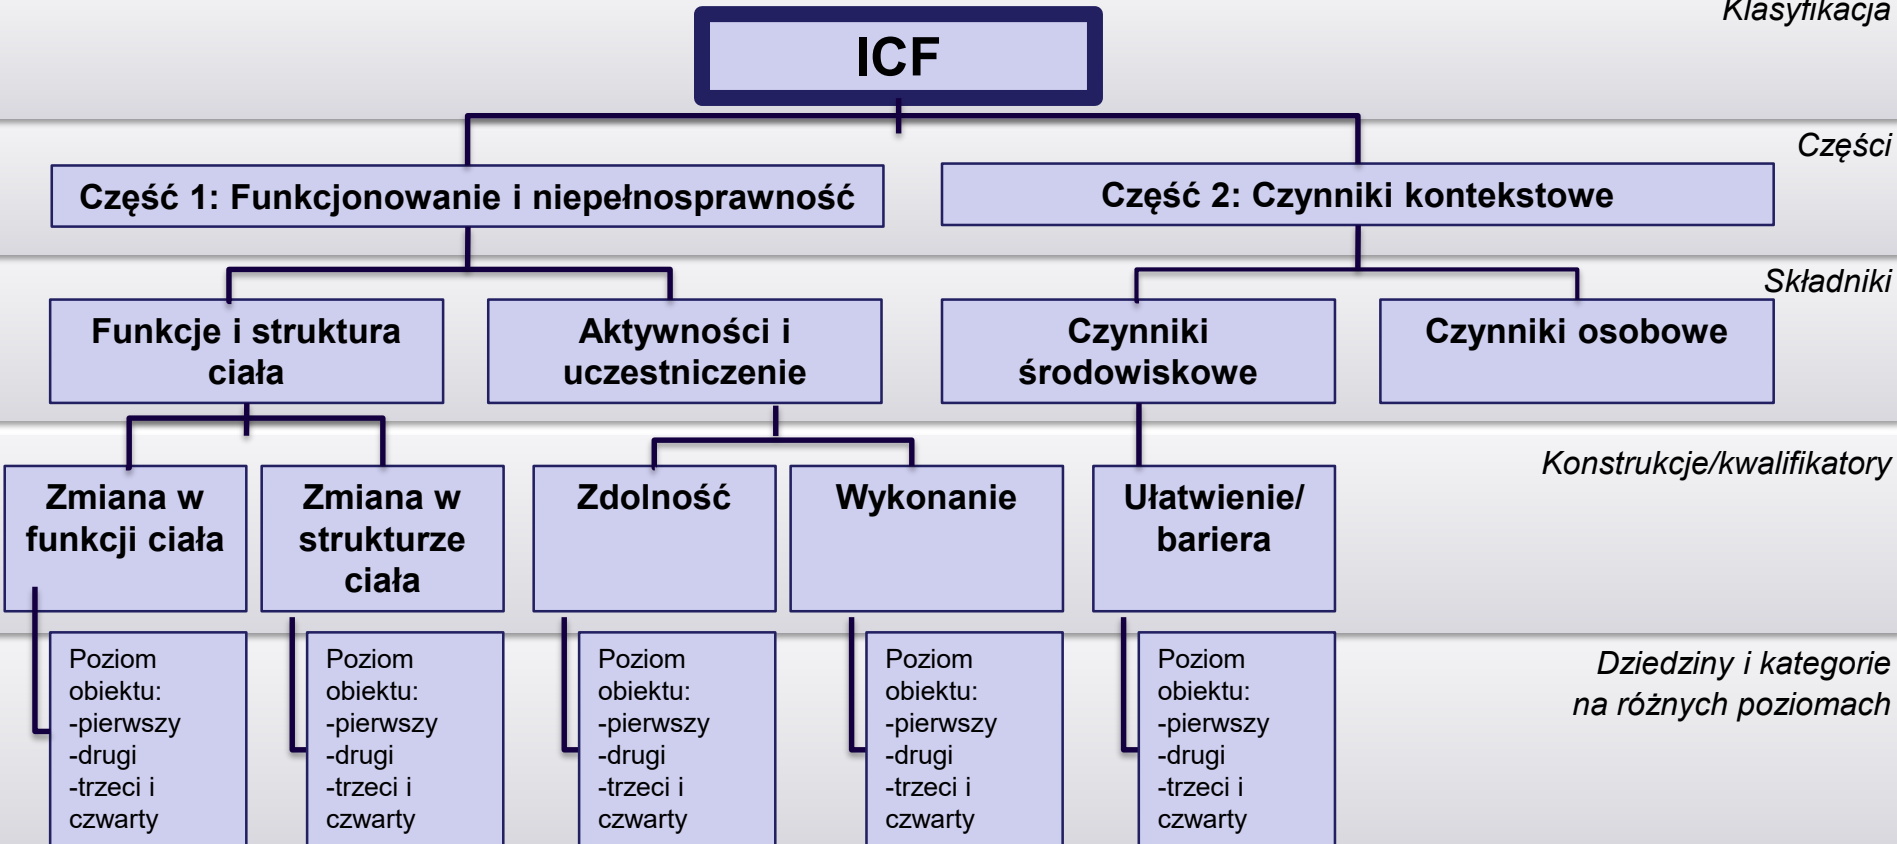 Klasyfikacja
ICF
Części
Część 1: Funkcjonowanie i niepełnosprawność
Część 2: Czynniki kontekstowe
Składniki
Funkcje i struktura
ciała
Aktywności i
uczestniczenie
Czynniki
środowiskowe
Czynniki osobowe
Konstrukcje/kwalifikatory
Zmiana w
funkcji ciała
Zmiana w
strukturze
ciała
Zdolność
Wykonanie
Ułatwienie/
bariera
Dziedziny i kategorie
na różnych poziomach
Poziom
obiektu:
-pierwszy
-drugi
-trzeci i
czwarty
Poziom
obiektu:
-pierwszy
-drugi
-trzeci i
czwarty
Poziom
obiektu:
-pierwszy
-drugi
-trzeci i
czwarty
Poziom
obiektu:
-pierwszy
-drugi
-trzeci i
czwarty
Poziom
obiektu:
-pierwszy
-drugi
-trzeci i
czwarty